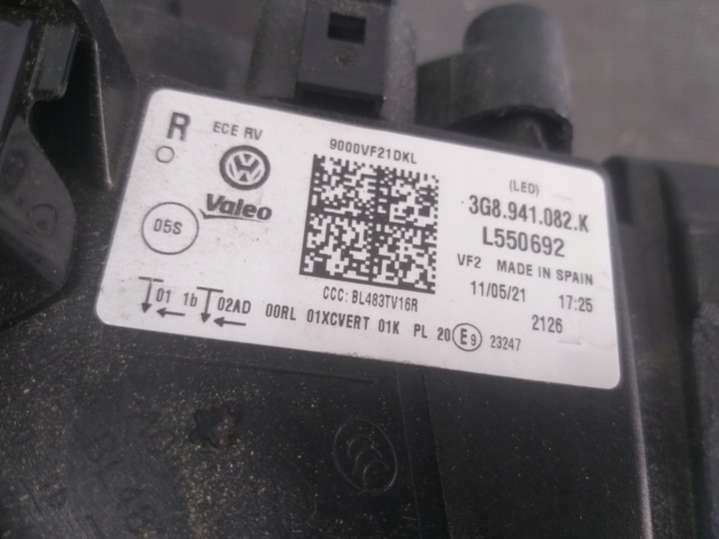 R ECE RV
9000VF21DKL
Valeo
05S
(LED)
3G8.941.082.K
L550692
VF2 MADE IN SPAIN
11/05/21 17:25
2126
CCC: BL483TV16R
01 1b 02AD 00RL 01XCVERT 01K PL 20 E9 23247